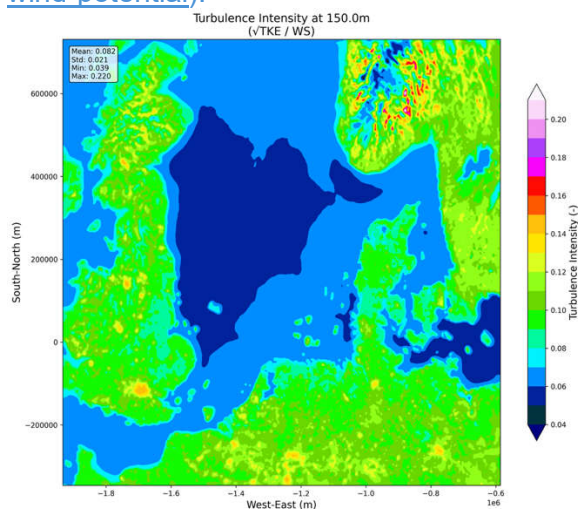 wind potential).
Turbulence Intensity at 150.0m
(√TKE / WS)
Mean: 0.082
Std: 0.021
Min: 0.039
Max: 0.220
600000
400000
200000
0
−200000
South-North (m)
−1.8
−1.6
−1.4
−1.2
−1.0
−0.8
−0.6
1e6
West-East (m)
0.20
0.18
0.16
0.14
0.12
0.10
0.08
0.06
0.04
Turbulence Intensity (-)